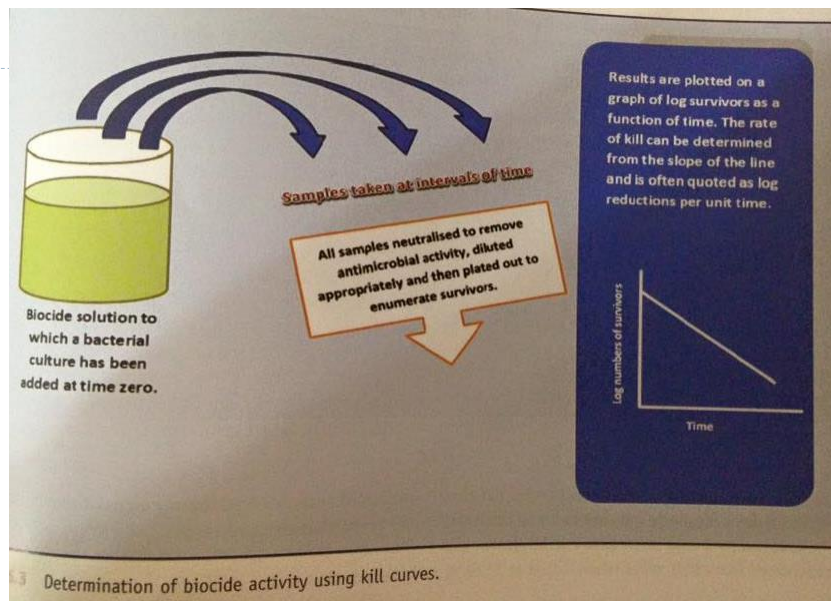 Samples taken at intervals of time
All samples neutralised to remove
antimicrobial activity, diluted
appropriately and then plated out to
enumerate survivors.
Biocide solution to
which a bacterial
culture has been
added at time zero.
Results are plotted on a
graph of log survivors as a
function of time. The rate
of kill can be determined
from the slope of the line
and is often quoted as log
reductions per unit time.
Log numbers of survivors
Time
.3 Determination of biocide activity using kill curves.